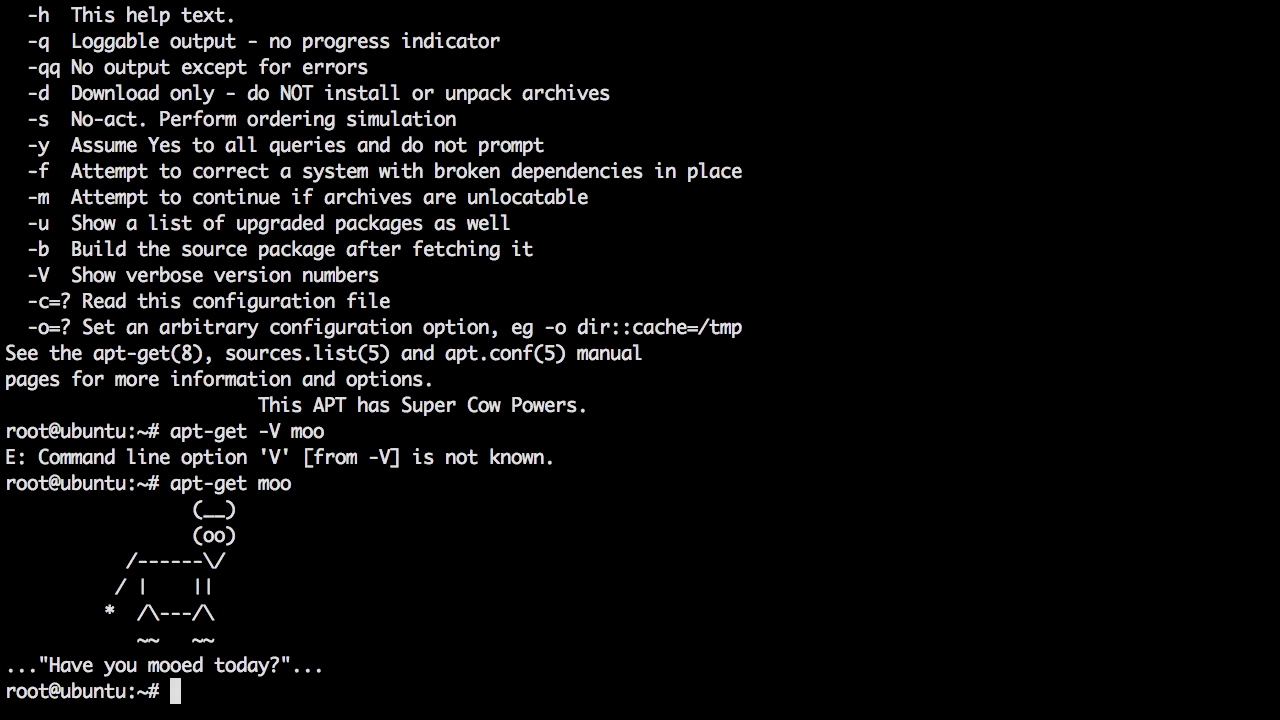 -h  This help text.
  -q  Loggable output - no progress indicator
  -qq No output except for errors
  -d  Download only - do NOT install or unpack archives
  -s  No-act. Perform ordering simulation
  -y  Assume Yes to all queries and do not prompt
  -f  Attempt to correct a system with broken dependencies in place
  -m  Attempt to continue if archives are unlocatable
  -u  Show a list of upgraded packages as well
  -b  Build the source package after fetching it
  -V  Show verbose version numbers
  -c=? Read this configuration file
  -o=? Set an arbitrary configuration option, eg -o dir::cache=/tmp
See the apt-get(8), sources.list(5) and apt.conf(5) manual
pages for more information and options.
                       This APT has Super Cow Powers.
root@ubuntu:~# apt-get -V moo
E: Command line option 'V' [from -V] is not known.
root@ubuntu:~# apt-get moo
                 (__)
                 (oo)
           /------\/
          / |    ||
         *  /\---/\
            ~~   ~~
..."Have you mooed today?"...
root@ubuntu:~#